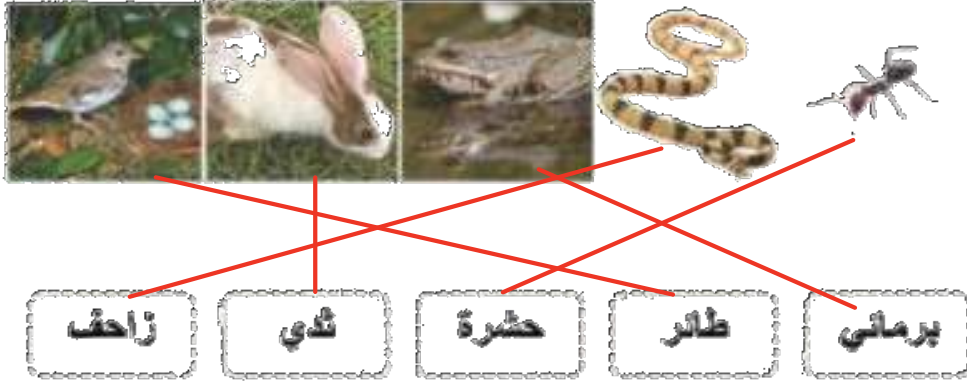 برمائي
طائر
حشرة
ثدي
زاحف